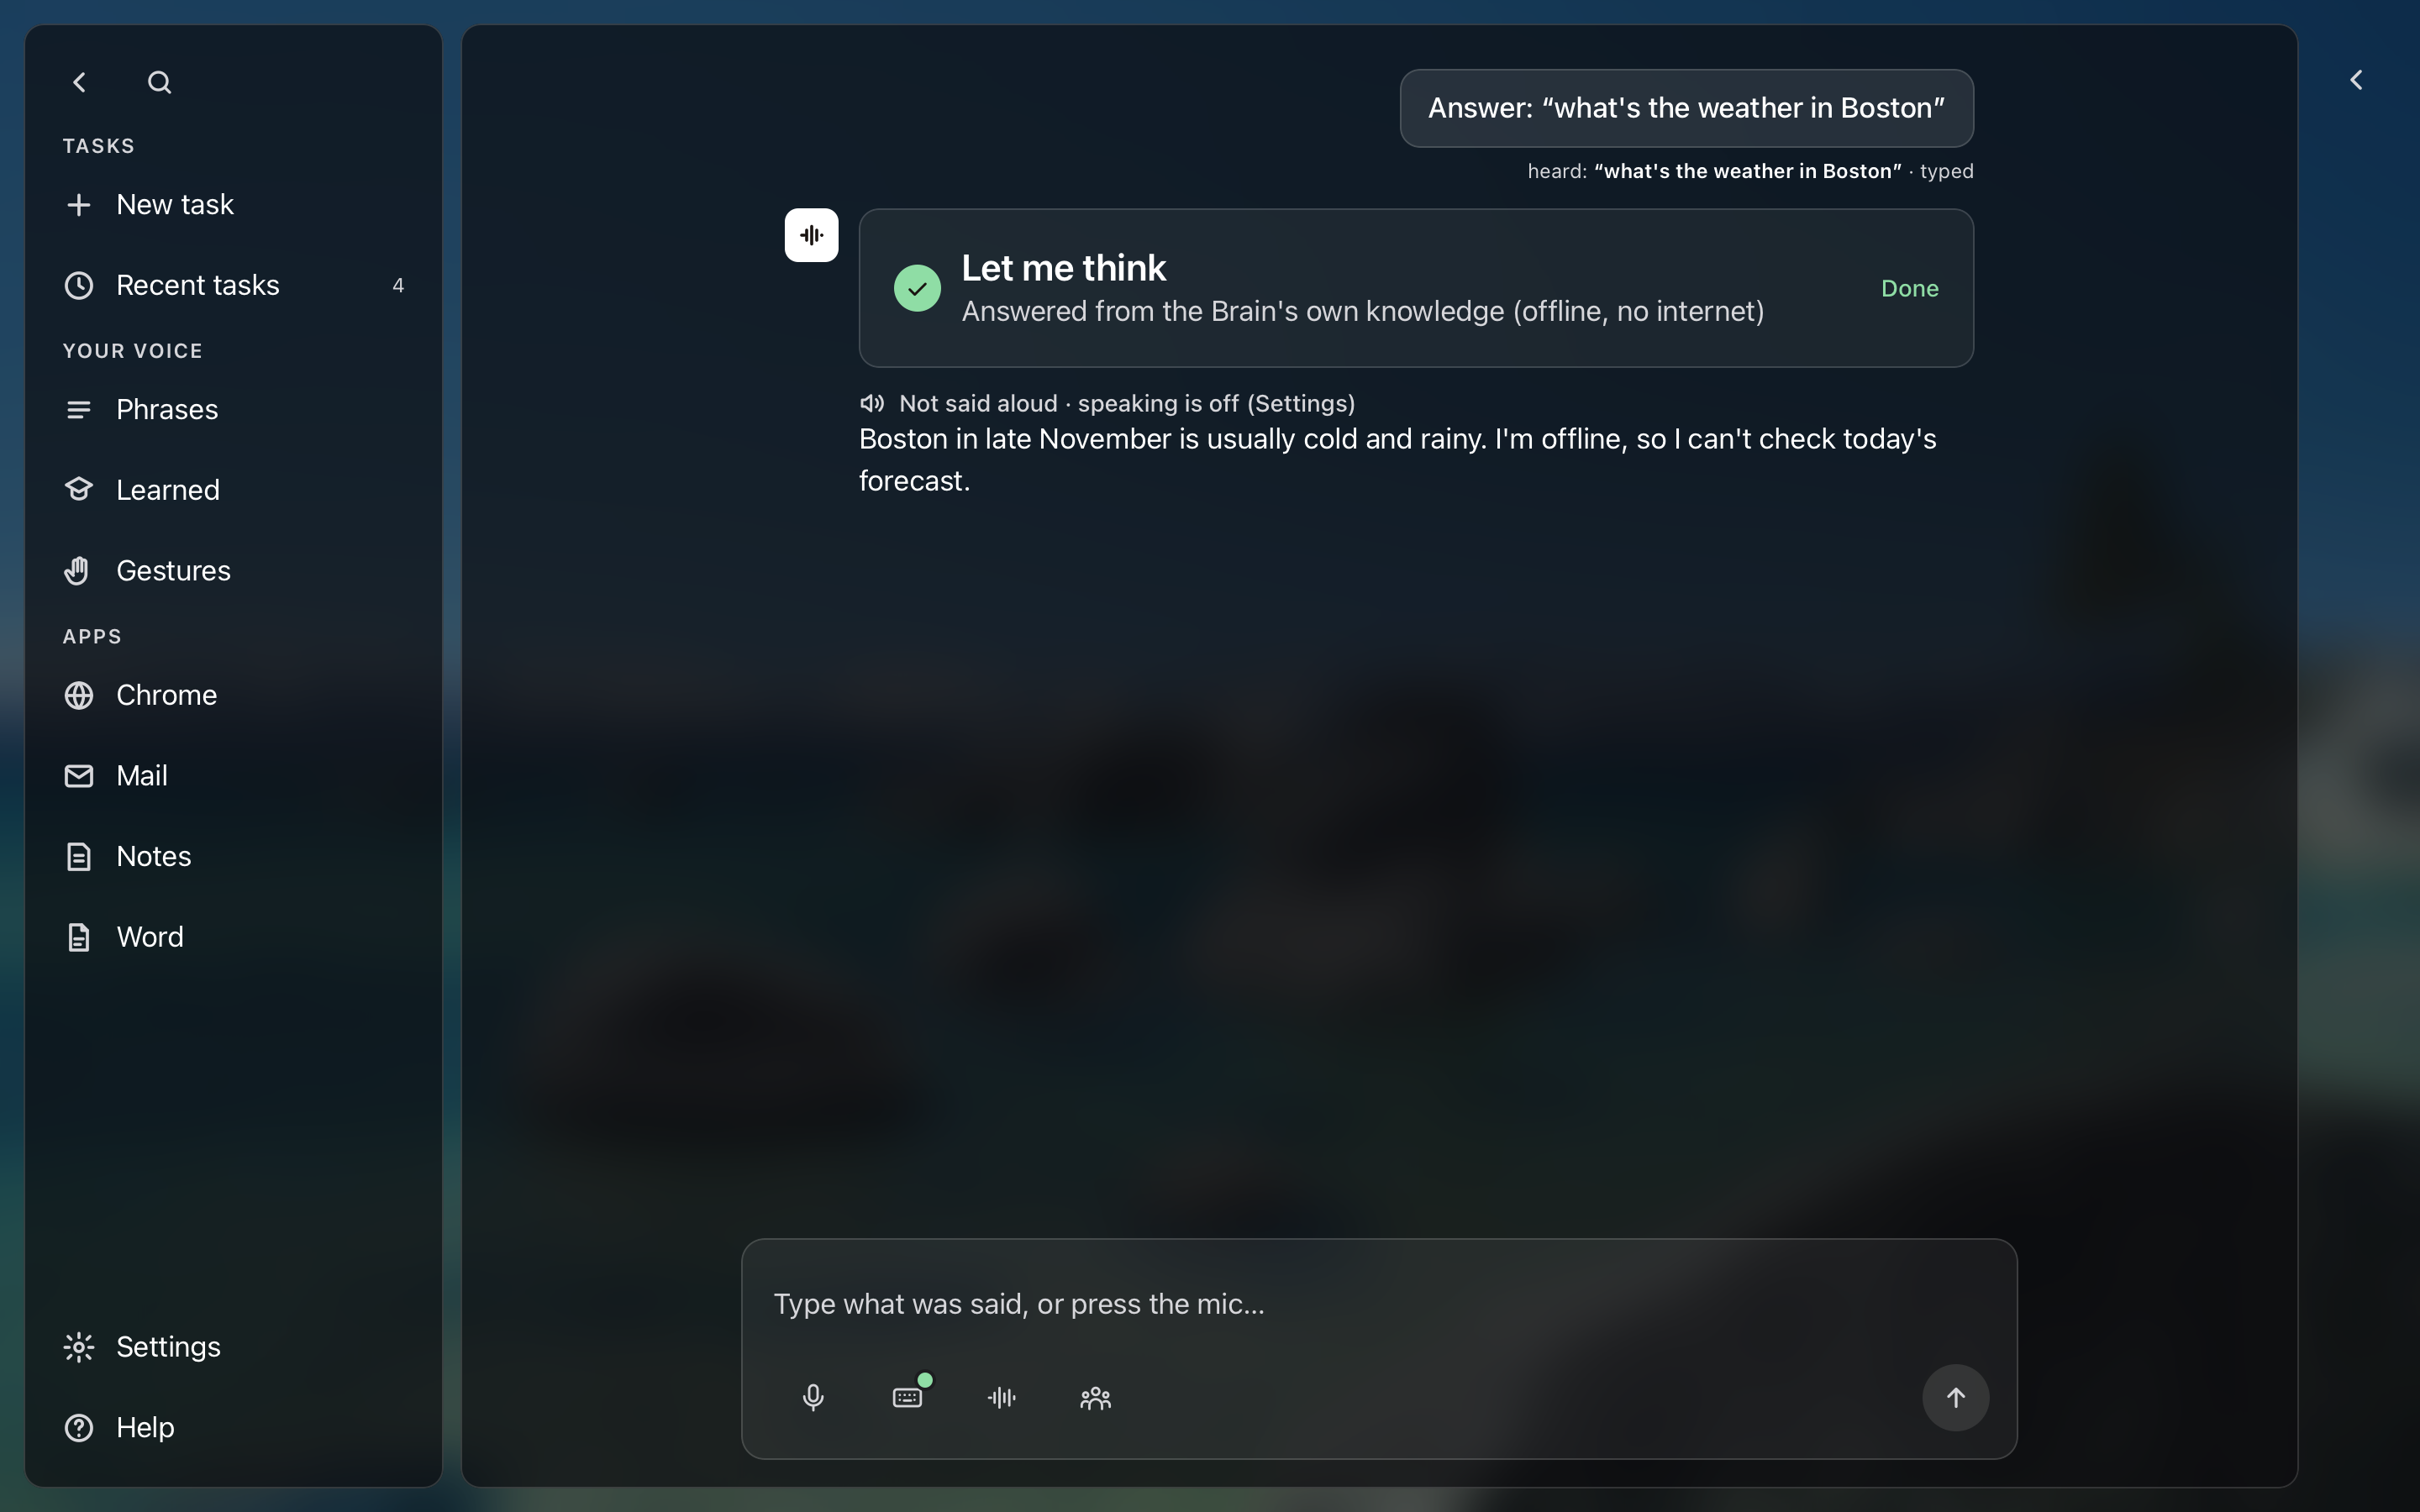 TASKS
New task
Recent tasks 4
YOUR VOICE
Phrases
Learned
Gestures
APPS
Chrome
Mail
Notes
Word
Settings
Help
Answer: “what's the weather in Boston”
heard: “what's the weather in Boston” · typed
Let me think
Answered from the Brain's own knowledge (offline, no internet)
Done
Not said aloud · speaking is off (Settings)
Boston in late November is usually cold and rainy. I'm offline, so I can't check today's
forecast.
Type what was said, or press the mic...